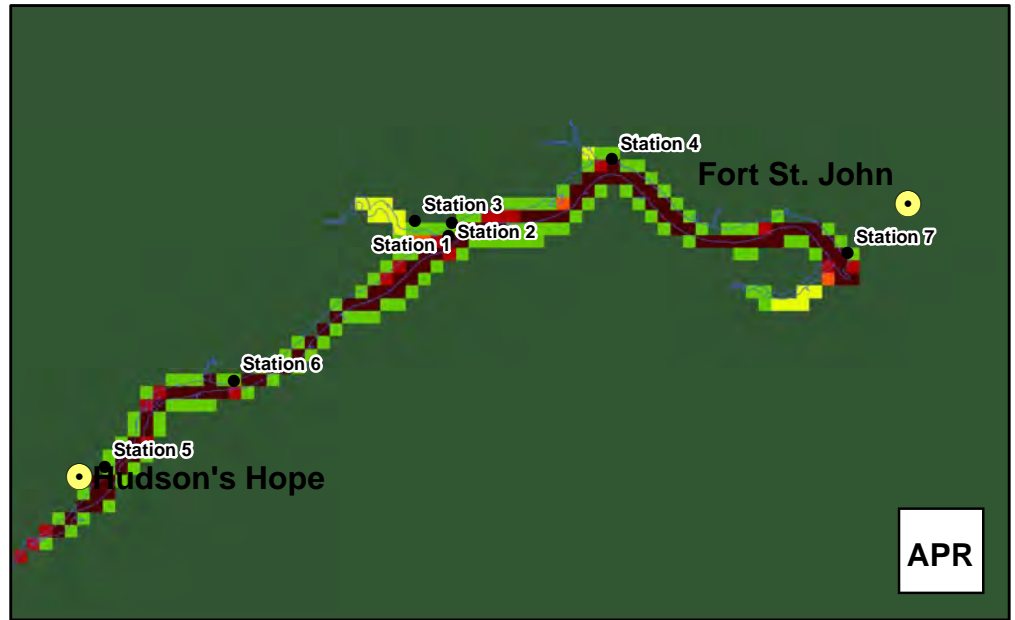 Station 4
Fort St. John
Station 3
Station 1
Station 2
Station 7
Station 6
Station 5
Hudson's Hope
APR